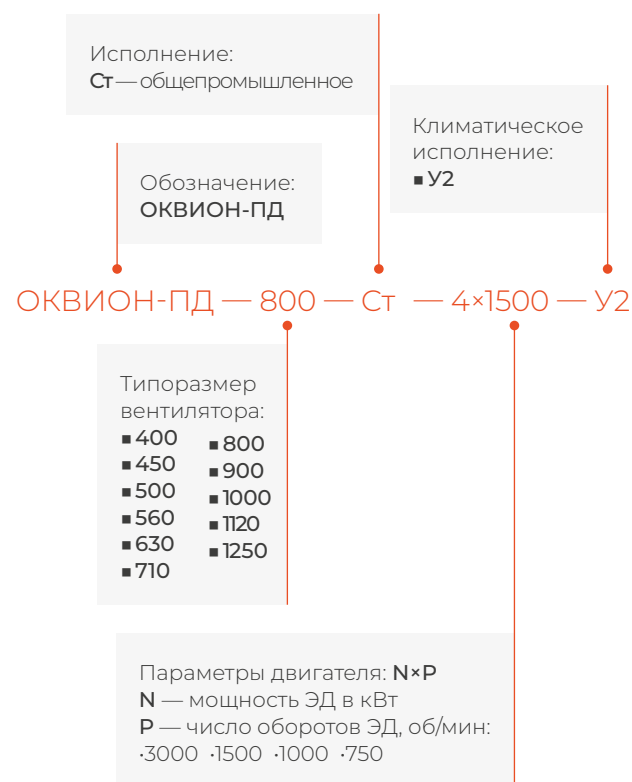 Исполнение:
Ст — общепромышленное
Климатическое
исполнение:
▪ У2
Обозначение:
ОКВИОН-ПД
ОКВИОН-ПД — 800 — Ст — 4×1500 — У2
Типоразмер
вентилятора:
▪ 400
▪ 450
▪ 500
▪ 560
▪ 630
▪ 710
▪ 800
▪ 900
▪ 1000
▪ 1120
▪ 1250
Параметры двигателя: N×P
N — мощность ЭД в кВт
P — число оборотов ЭД, об/мин:
·3000 ·1500 ·1000 ·750